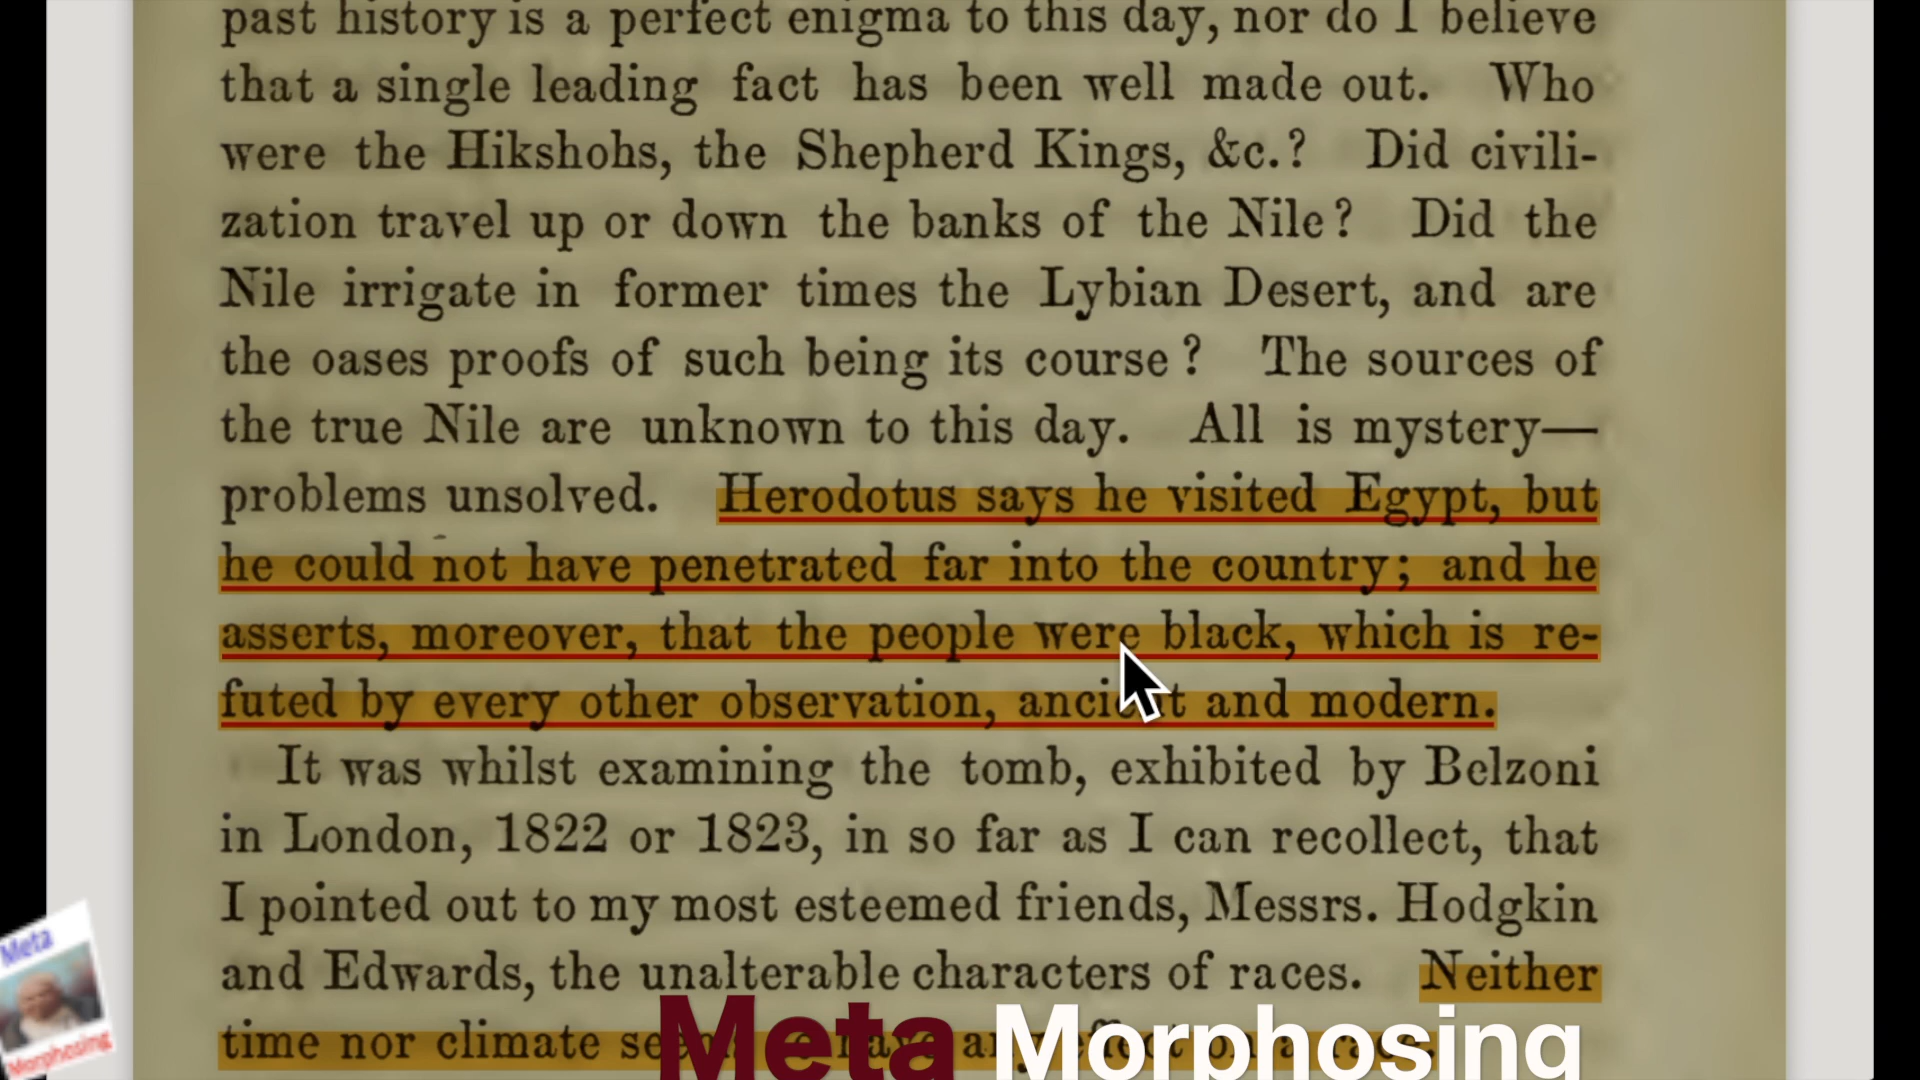 past history is a perfect enigma to this day, nor do I believe
that a single leading fact has been well made out. Who
were the Hikshohs, the Shepherd Kings, &c.? Did civili-
zation travel up or down the banks of the Nile? Did the
Nile irrigate in former times the Lybian Desert, and are
the oases proofs of such being its course? The sources of
the true Nile are unknown to this day. All is mystery—
problems unsolved. Herodotus says he visited Egypt, but
he could not have penetrated far into the country; and he
asserts, moreover, that the people were black, which is re-
futed by every other observation, ancient and modern.
It was whilst examining the tomb, exhibited by Belzoni
in London, 1822 or 1823, in so far as I can recollect, that
I pointed out to my most esteemed friends, Messrs. Hodgkin
and Edwards, the unalterable characters of races. Neither
time nor climate
Meta Morphosing
Meta
Morphosing